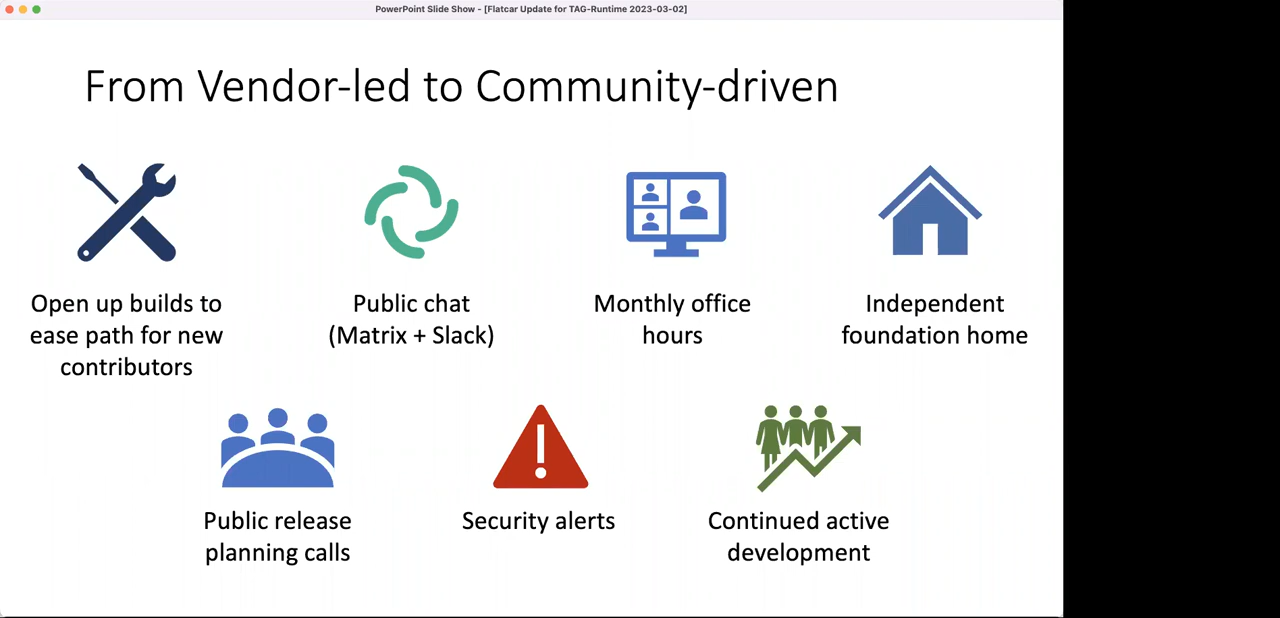 PowerPoint Slide Show - [Flatcar Update for TAG-Runtime 2023-03-02]
From Vendor-led to Community-driven
Open up builds to
ease path for new
contributors
Public chat
(Matrix + Slack)
Monthly office
hours
Independent
foundation home
Public release
planning calls
Security alerts
Continued active
development